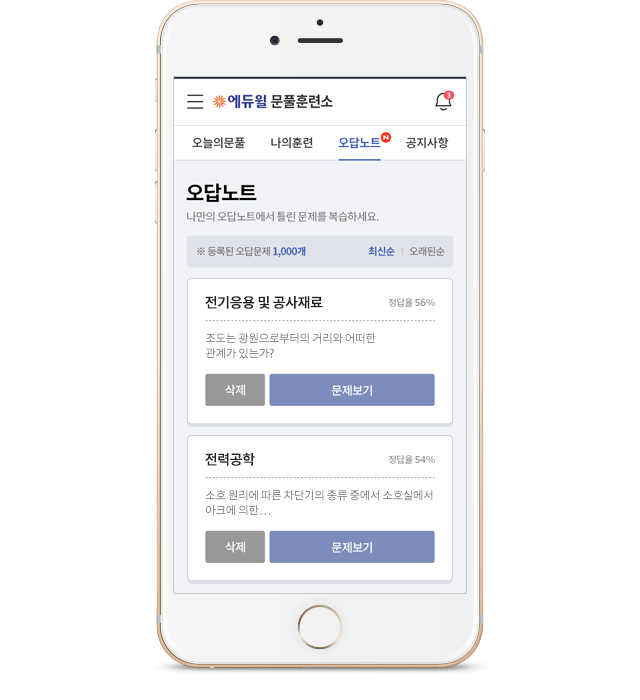 에듀윌 문풀훈련소
3
오늘의문풀 나의훈련 오답노트 N 공지사항
오답노트
나만의 오답노트에서 틀린 문제를 복습하세요.
※ 등록된 오답문제 1,000개 최신순 | 오래된순
전기응용 및 공사재료 정답율 56%
조도는 광원으로부터의 거리와 어떠한
관계가 있는가?
삭제 문제보기
전력공학 정답율 54%
소호 원리에 따른 차단기의 종류 중에서 소호실에서
아크에 의한...
삭제 문제보기